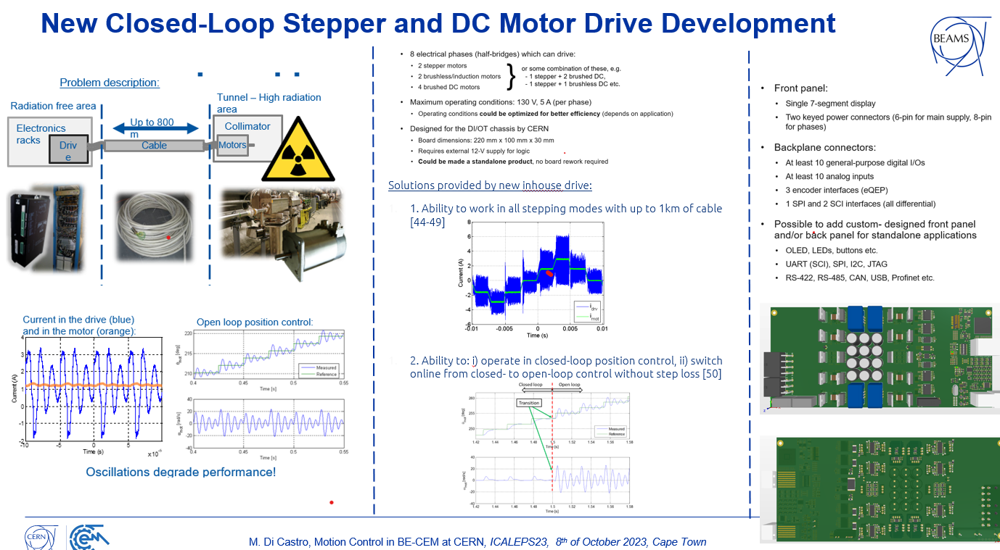 New Closed-Loop Stepper and DC Motor Drive Development
BEAMS
Problem description:
Radiation free area
Tunnel – High radiation
area
Electronics
racks
Up to 800
m
Collimator
Driv
e
Cable
Motors
Current in the drive (blue)
and in the motor (orange):
Current (A)
4
3
2
1
0
-1
-2
-10
-5
0
5
Time (s)
x10⁻⁵
Open loop position control:
220
215
210
[deg]
Measured
Reference
0.4
0.45
0.5
0.55
Time [s]
40
20
0
-20
-40
[rad/s]
0.4
0.45
0.5
0.55
Time [s]
Oscillations degrade performance!
• 8 electrical phases (half-bridges) which can drive:
• 2 stepper motors
• 2 brushless/induction motors
• 4 brushed DC motors
}
or some combination of these, e.g.
- 1 stepper + 2 brushed DC,
- 1 stepper + 1 brushless DC etc.
• Maximum operating conditions: 130 V, 5 A (per phase)
• Operating conditions could be optimized for better efficiency (depends on application)
• Designed for the DI/OT chassis by CERN
• Board dimensions: 220 mm x 100 mm x 30 mm
• Requires external 12-V supply for logic
• Could be made a standalone product, no board rework required
Solutions provided by new inhouse drive:
1. Ability to work in all stepping modes with up to 1km of cable
[44-49]
Current (A)
8
6
4
2
0
-2
-4
-6
-0.01
-0.005
0
0.005
0.01
Time (s)
i drv
i mot
2. Ability to: i) operate in closed-loop position control, ii) switch
online from closed- to open-loop control without step loss [50]
Closed loop
Open loop
Transition
260
255
250
[deg]
Measured
Reference
1.42
1.44
1.46
1.48
1.5
1.52
1.54
1.56
1.58
Time [s]
40
20
0
-20
-40
[rad/s]
1.42
1.44
1.46
1.48
1.5
1.52
1.54
1.56
1.58
Time [s]
• Front panel:
• Single 7-segment display
• Two keyed power connectors (6-pin for main supply, 8-pin
for phases)
• Backplane connectors:
• At least 10 general-purpose digital I/Os
• At least 10 analog inputs
• 3 encoder interfaces (eQEP)
• 1 SPI and 2 SCI interfaces (all differential)
• Possible to add custom- designed front panel
and/or back panel for standalone applications
• OLED, LEDs, buttons etc.
• UART (SCI), SPI, I2C, JTAG
• RS-422, RS-485, CAN, USB, Profinet etc.
CERN
M. Di Castro, Motion Control in BE-CEM at CERN, ICALEPS23, 8th of October 2023, Cape Town